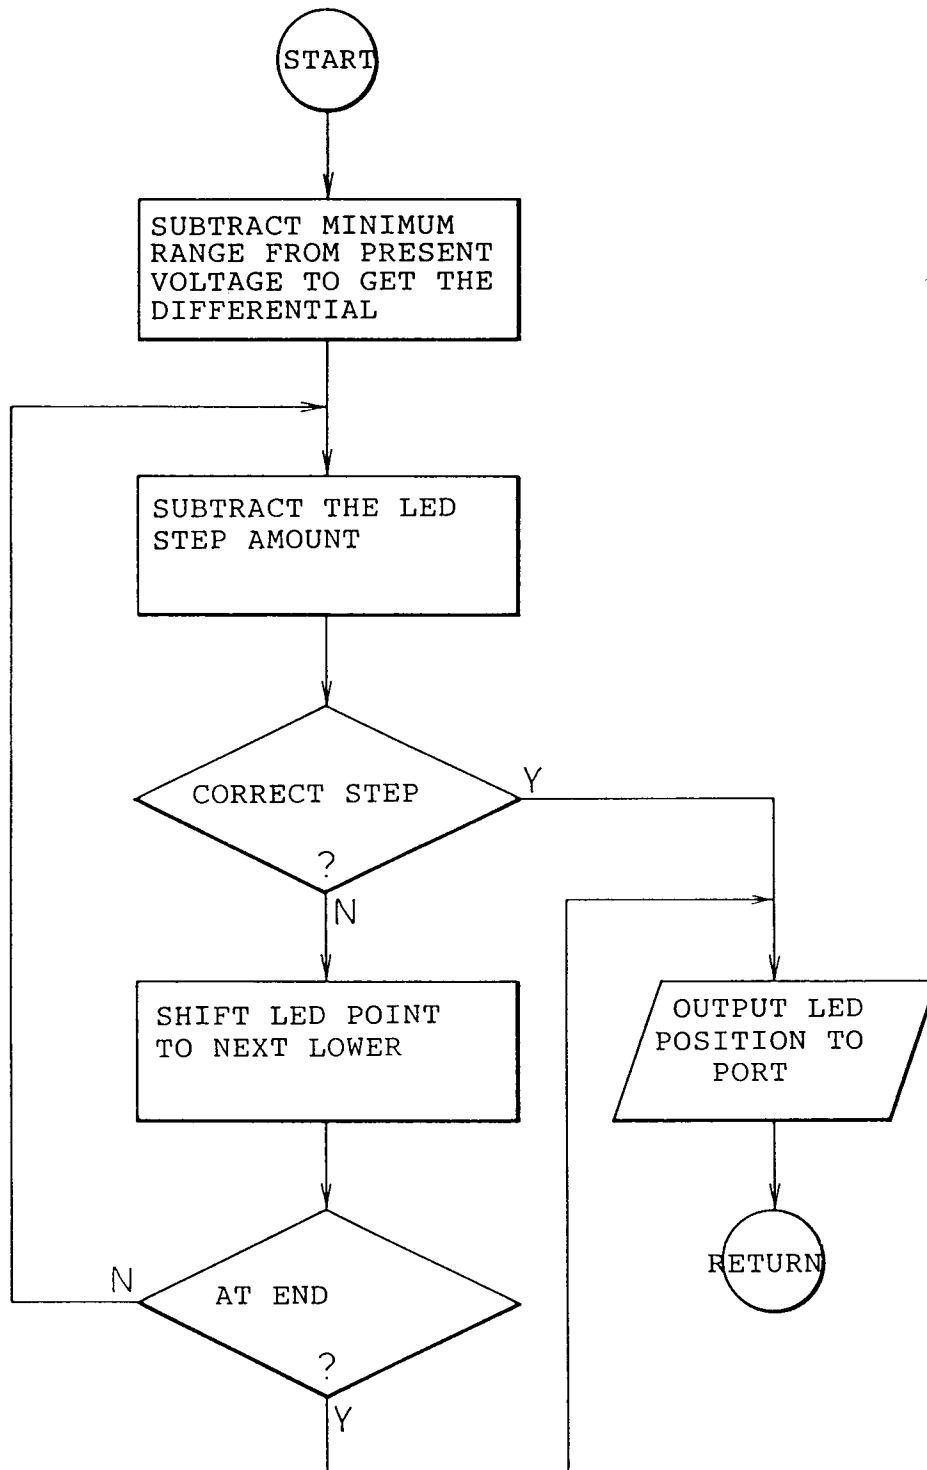 START
SUBTRACT MINIMUM
RANGE FROM PRESENT
VOLTAGE TO GET THE
DIFFERENTIAL
SUBTRACT THE LED
STEP AMOUNT
CORRECT STEP
?
Y
N
SHIFT LED POINT
TO NEXT LOWER
OUTPUT LED
POSITION TO
PORT
AT END
?
N
Y
RETURN